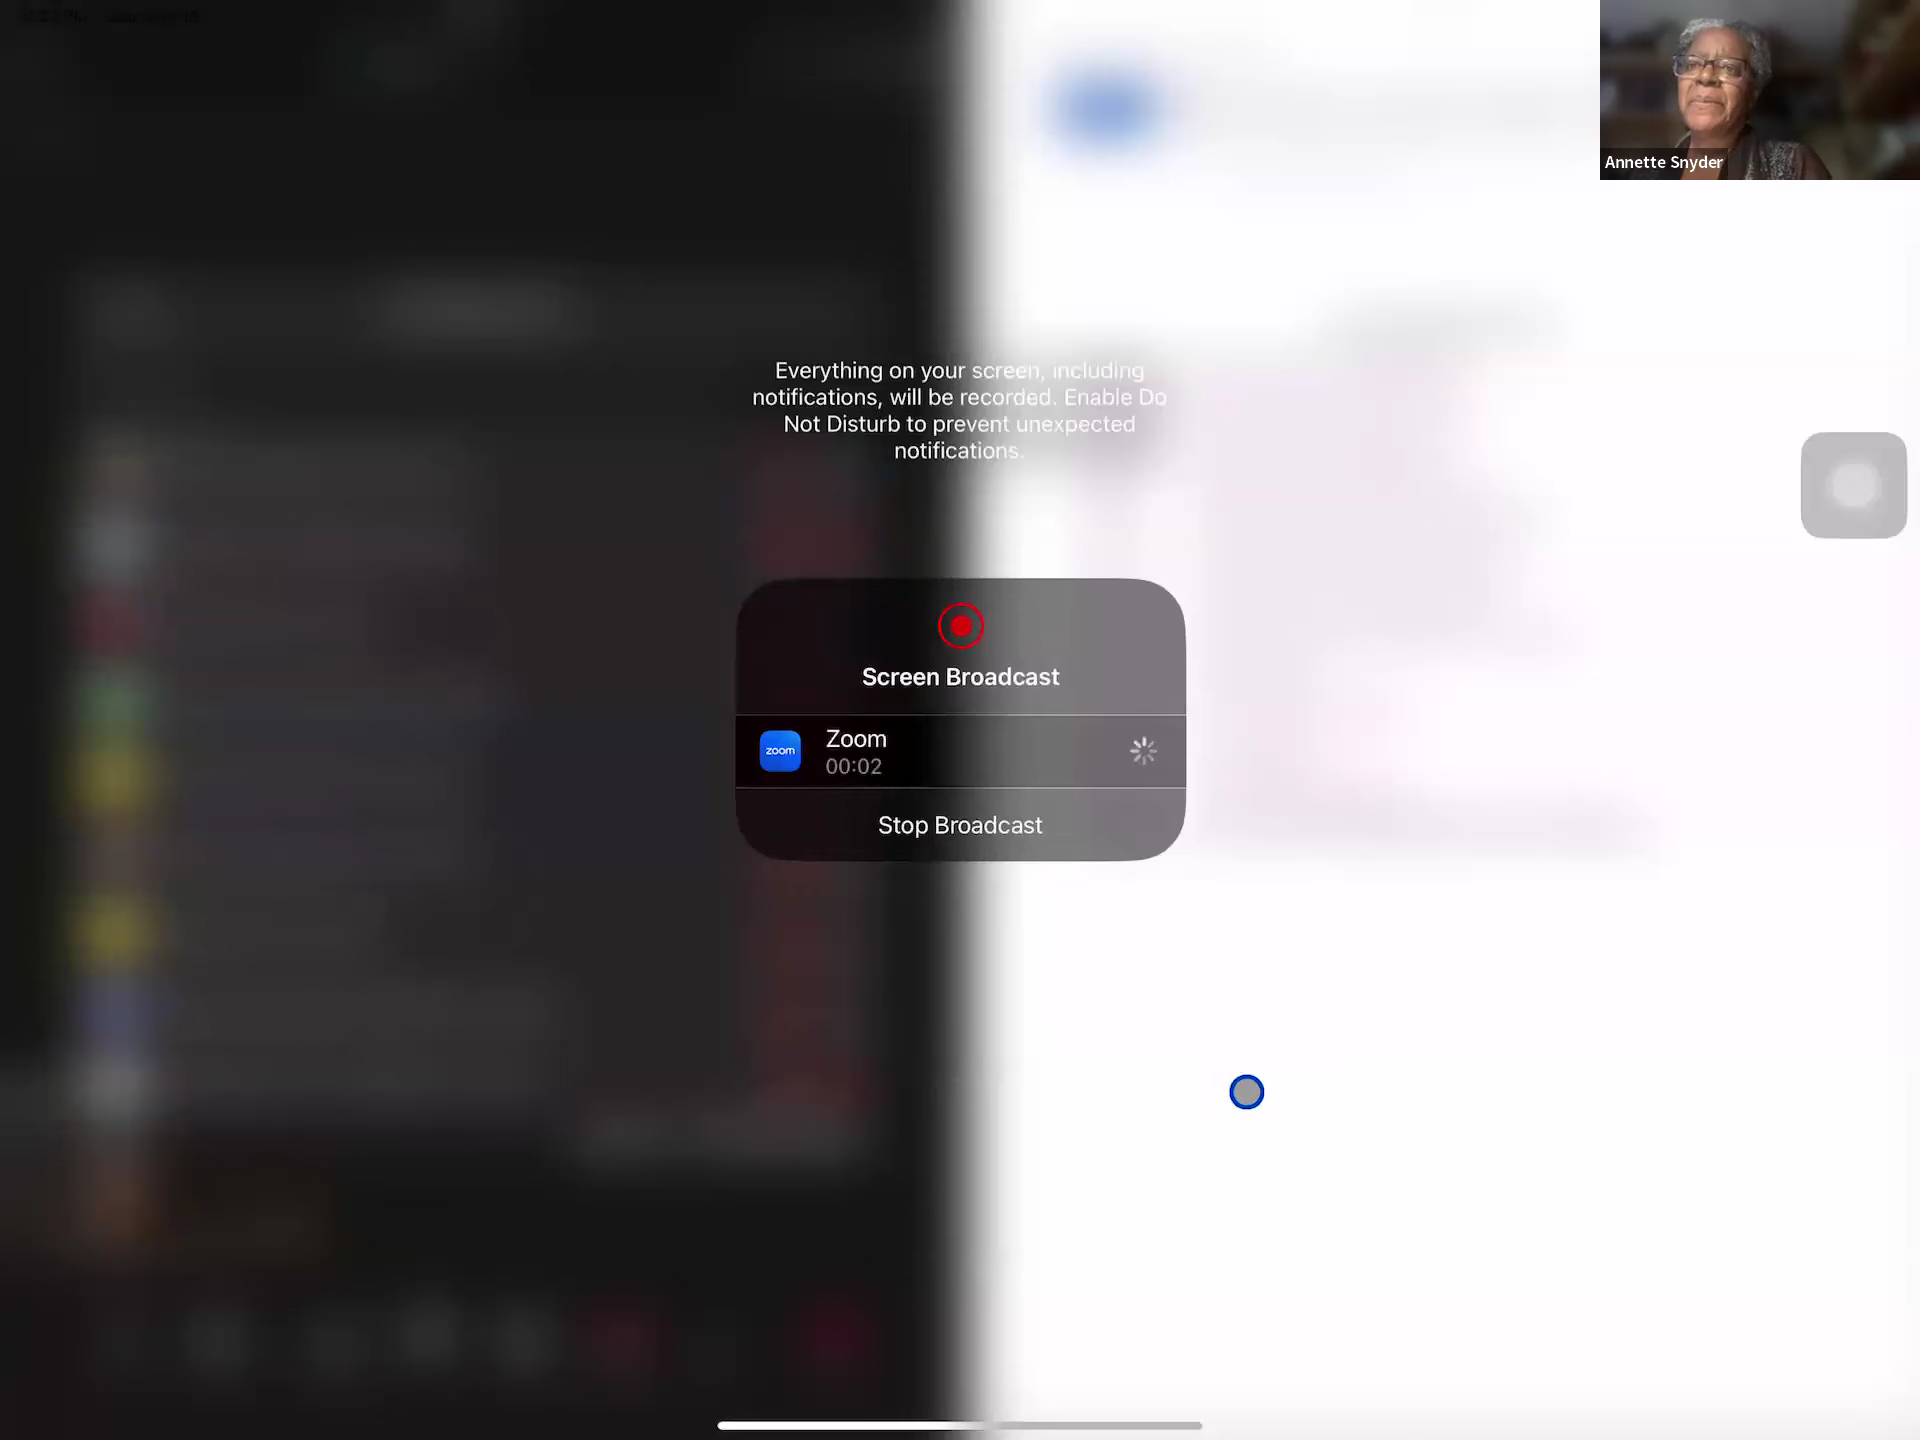 Annette Snyder
Everything on your screen, including
notifications, will be recorded. Enable Do
Not Disturb to prevent unexpected
notifications.
Screen Broadcast
zoom
Zoom
00:02
Stop Broadcast